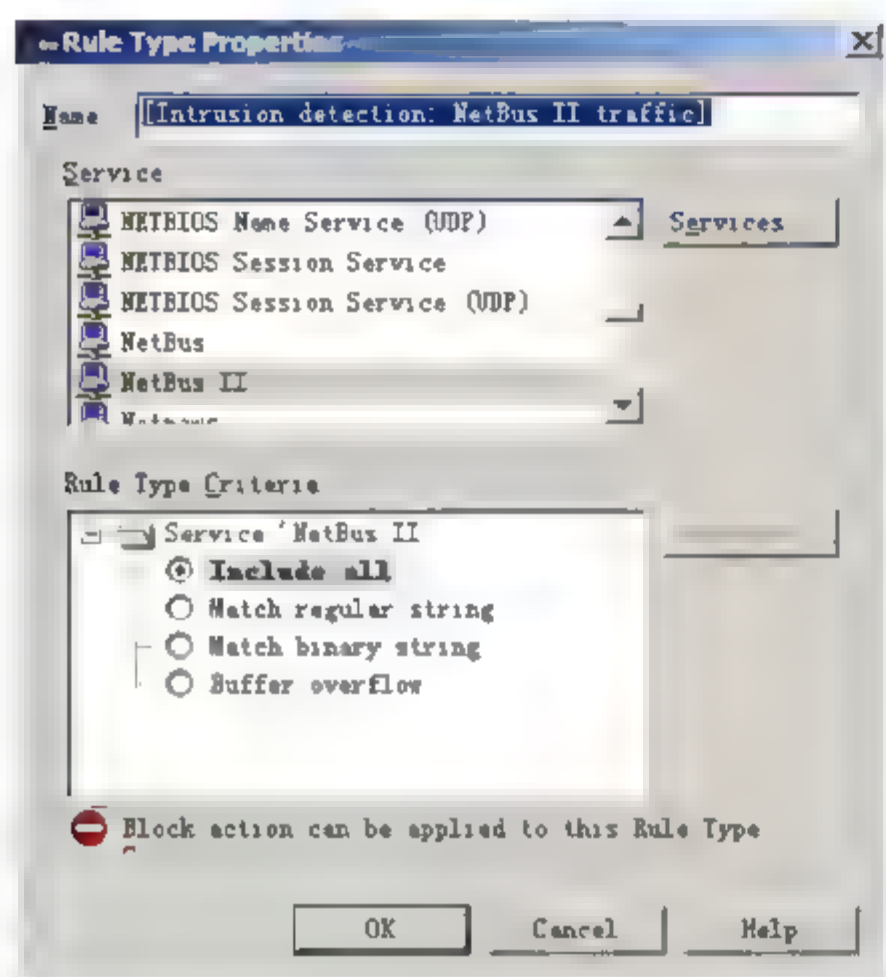 Rule Type Properties
Name [Intrusion detection: NetBus II traffic]
Service
NETBIOS Name Service (UDP)
Services
NETBIOS Session Service
NETBIOS Session Service (UDP)
NetBus
NetBus II
Rule Type Criteria
Service 'NetBus II
Include all
Match regular string
Match binary string
Buffer overflow
Block action can be applied to this Rule Type
OK Cancel Help